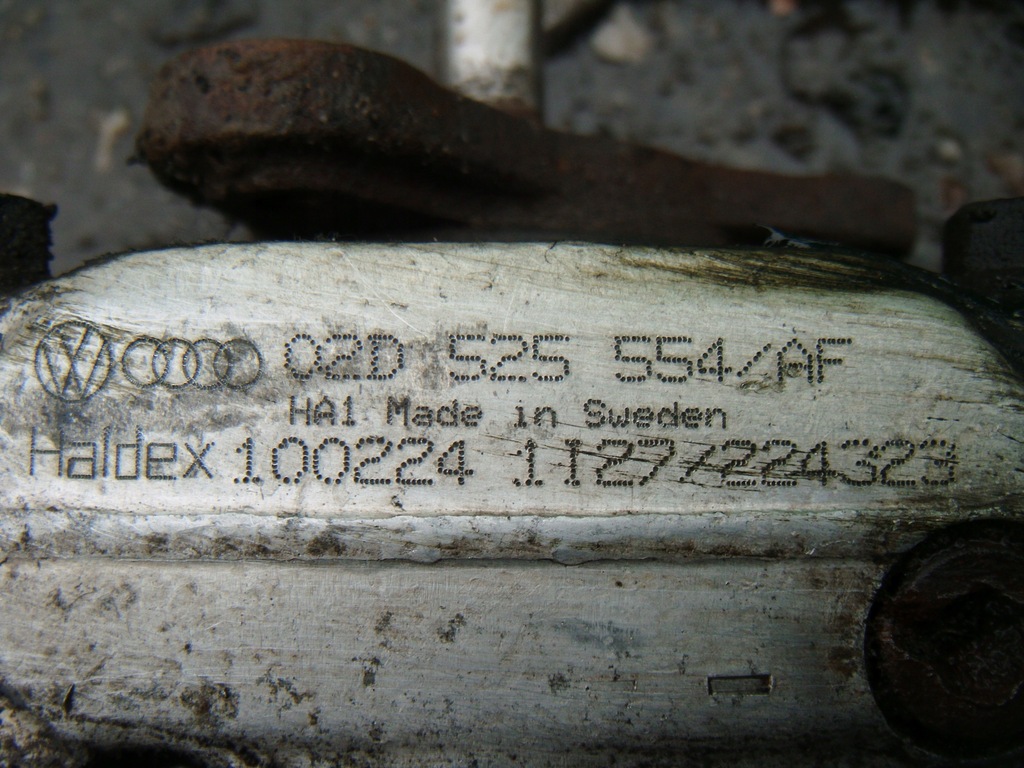 02D 525 554/AF
HA1 Made in Sweden
Haldex 100224 1127/224323